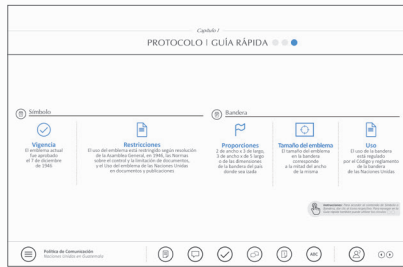 Capítulo I
PROTOCOLO I GUÍA RÁPIDA
Símbolo
Vigencia
El emblema actual
fue aprobado
el 7 de diciembre
de 1946
Restricciones
El uso del emblema está restringido según resolución
de la Asamblea General, en 1946, las Normas
sobre el control y la limitación de documentos,
y el Uso del emblema de las Naciones Unidas
en documentos y publicaciones
Bandera
Proporciones
2 de ancho x 3 de largo,
3 de ancho x de 5 largo
o de las dimensiones
de la bandera del país
donde sea izada
Tamaño del emblema
El tamaño del emblema
en la bandera
corresponde
a la mitad del ancho
de la misma
Uso
El uso de la bandera
está regulado
por el Código y reglamento
de la bandera
de las Naciones Unidas
Política de Comunicación
Naciones Unidas en Guatemala
ABC